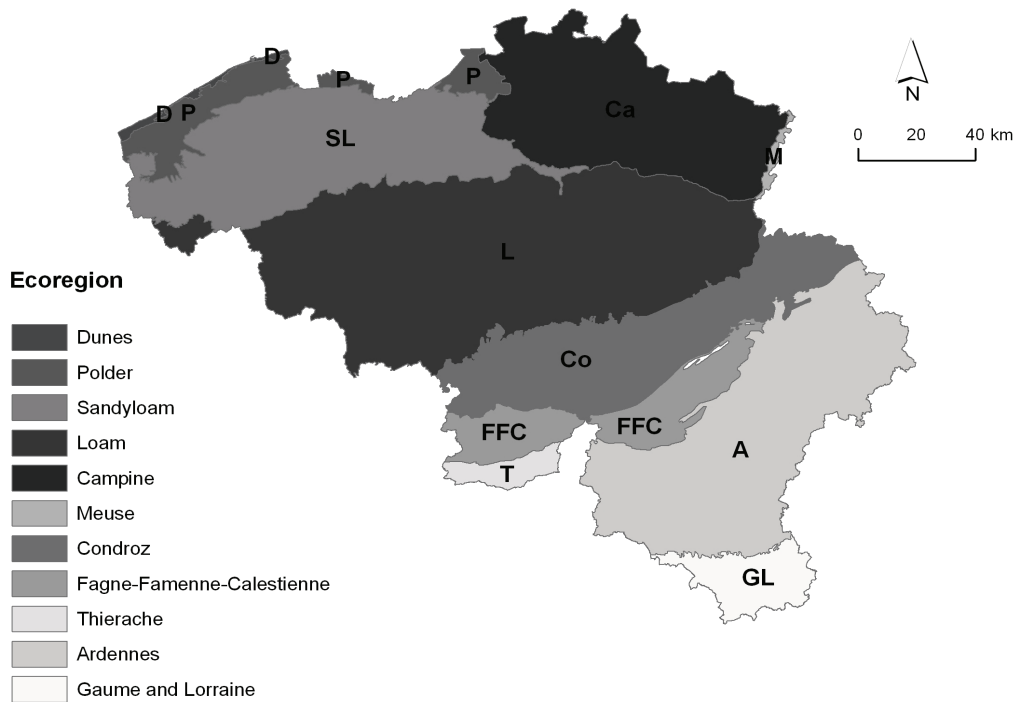 D
P
P
D P
Ca
SL
M
N
0 20 40 km
L
Ecoregion
Dunes
Polder
Sandyloam
Loam
Campine
Meuse
Condroz
Fagne-Famenne-Calestienne
Thierache
Ardennes
Gaume and Lorraine
Co
FFC
FFC
A
T
GL